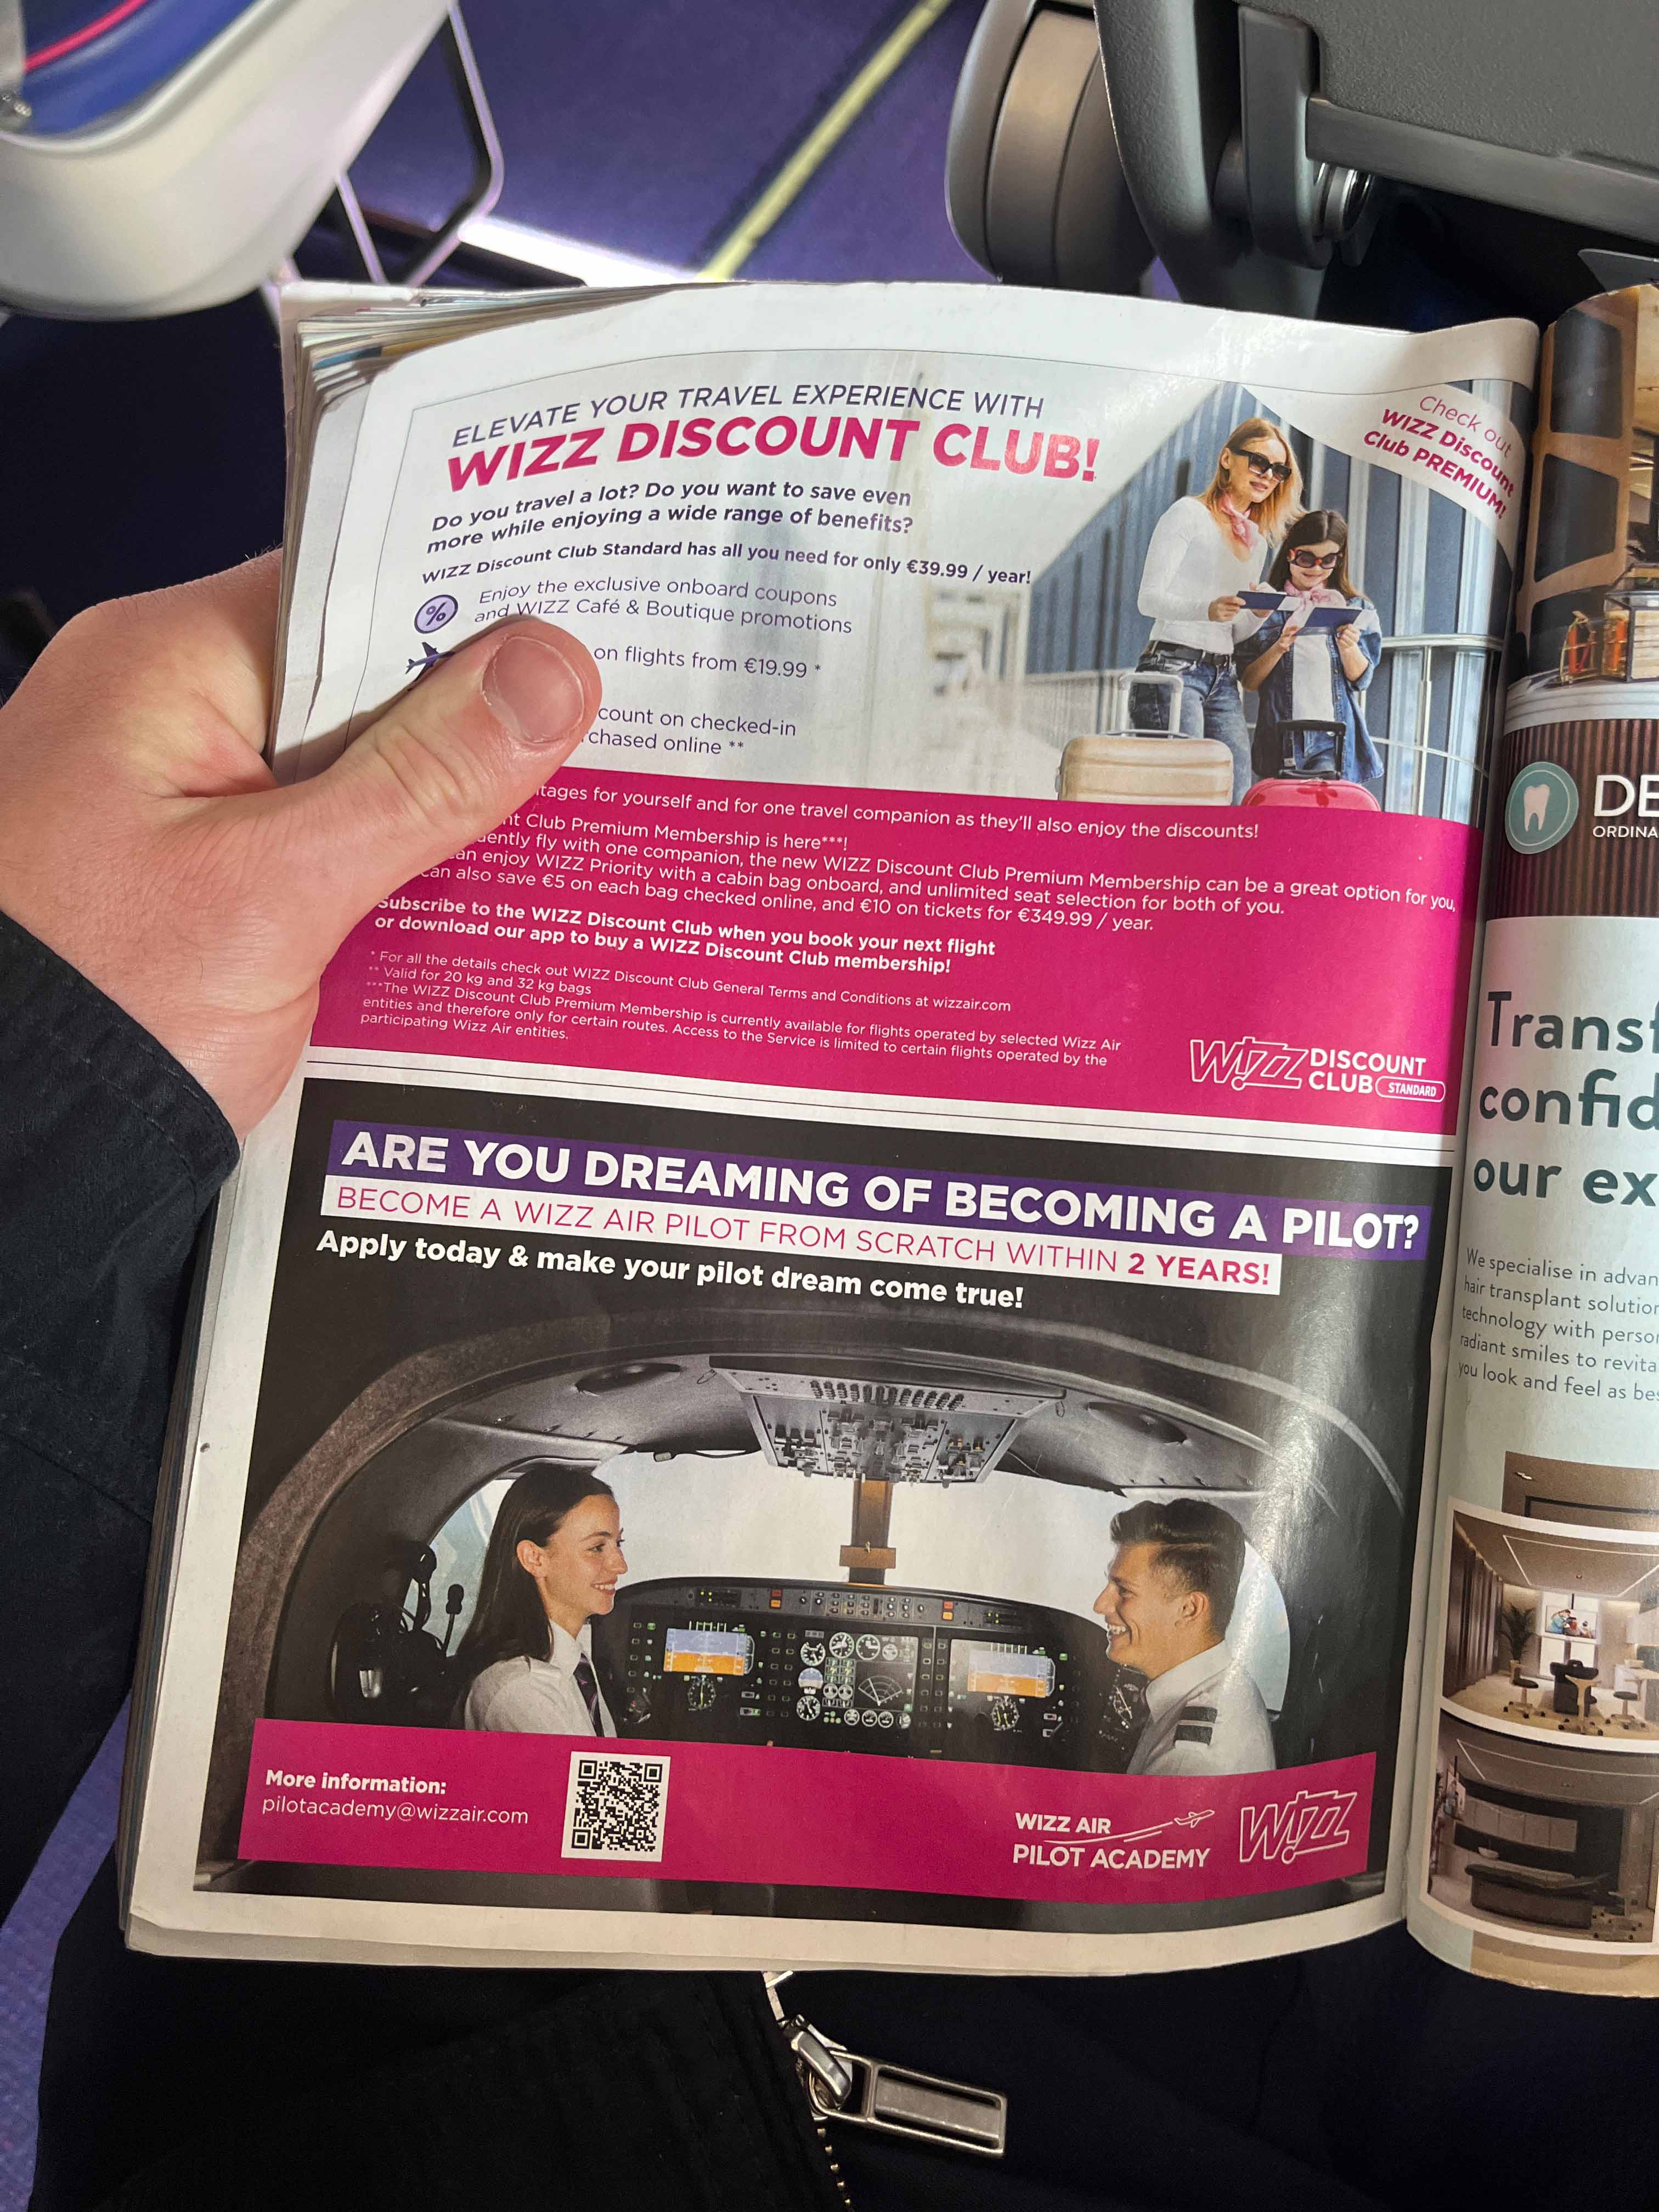 ELEVATE YOUR TRAVEL EXPERIENCE WITH
WIZZ DISCOUNT CLUB!
Check out
WIZZ Discount
Club PREMIUM!
Do you travel a lot? Do you want to save even
more while enjoying a wide range of benefits?
WIZZ Discount Club Standard has all you need for only €39.99 / year!
%
Enjoy the exclusive onboard coupons
and WIZZ Café & Boutique promotions
on flights from €19.99 *
count on checked-in
chased online **
tages for yourself and for one travel companion as they'll also enjoy the discounts!
nt Club Premium Membership is here***!
ently fly with one companion, the new WIZZ Discount Club Premium Membership can be a great option for you,
an enjoy WIZZ Priority with a cabin bag onboard, and unlimited seat selection for both of you.
can also save €5 on each bag checked online, and €10 on tickets for €349.99 / year.
Subscribe to the WIZZ Discount Club when you book your next flight
or download our app to buy a WIZZ Discount Club membership!
* For all the details check out WIZZ Discount Club General Terms and Conditions at wizzair.com
** Valid for 20 kg and 32 kg bags
***The WIZZ Discount Club Premium Membership is currently available for flights operated by selected Wizz Air
entities and therefore only for certain routes. Access to the Service is limited to certain flights operated by the
participating Wizz Air entities.
WIZZ DISCOUNT
CLUB STANDARD
ARE YOU DREAMING OF BECOMING A PILOT?
BECOME A WIZZ AIR PILOT FROM SCRATCH WITHIN 2 YEARS!
Apply today & make your pilot dream come true!
More information:
pilotacademy@wizzair.com
WIZZ AIR
PILOT ACADEMY
WIZZ
DE
ORDINA
Transf
confid
our ex
We specialise in advan
hair transplant solution
technology with person
radiant smiles to revita
you look and feel as bes